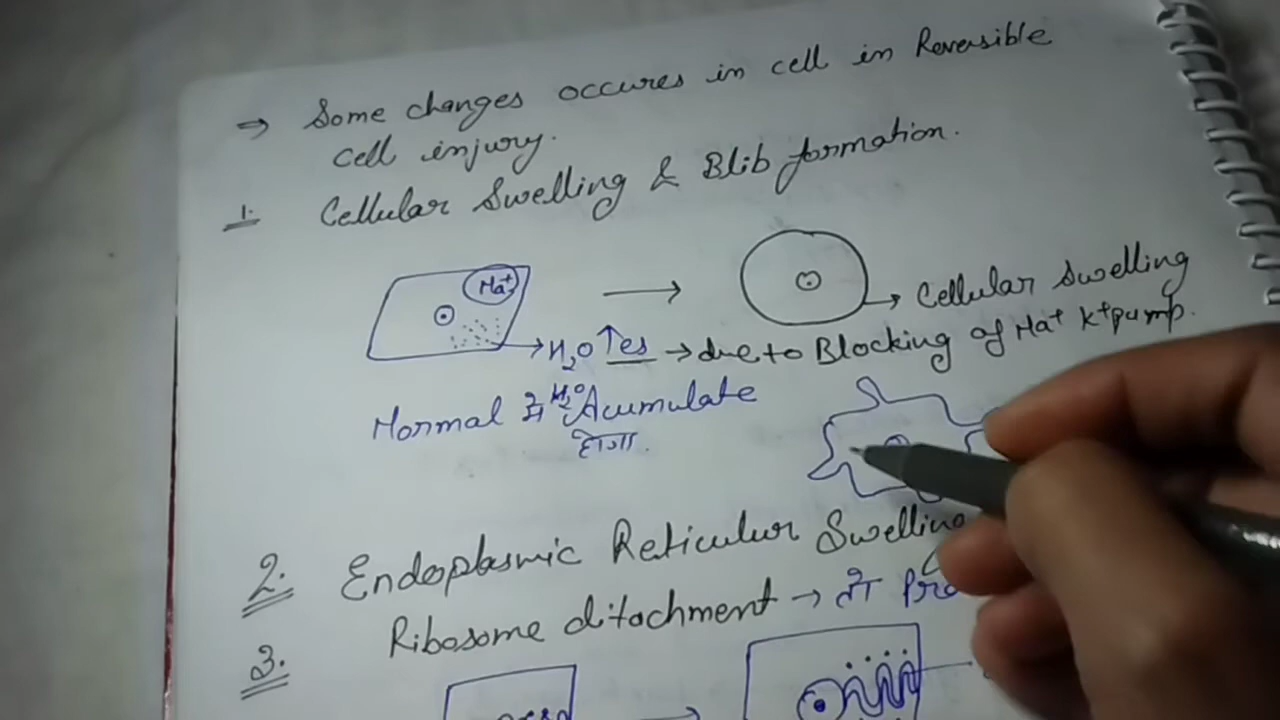 ⇒ Some changes occures in cell in Reversible
cell injury.
1. Cellular Swelling & Blib formation.
Na⁺
→ Cellular Swelling
→ H₂O ↑es → due to Blocking of Na⁺ K⁺ pump.
Normal में H₂O Acumulate
होगा.
2. Endoplasmic Reticulur Swelling
Ribosome ditachment → तो Pro
3.